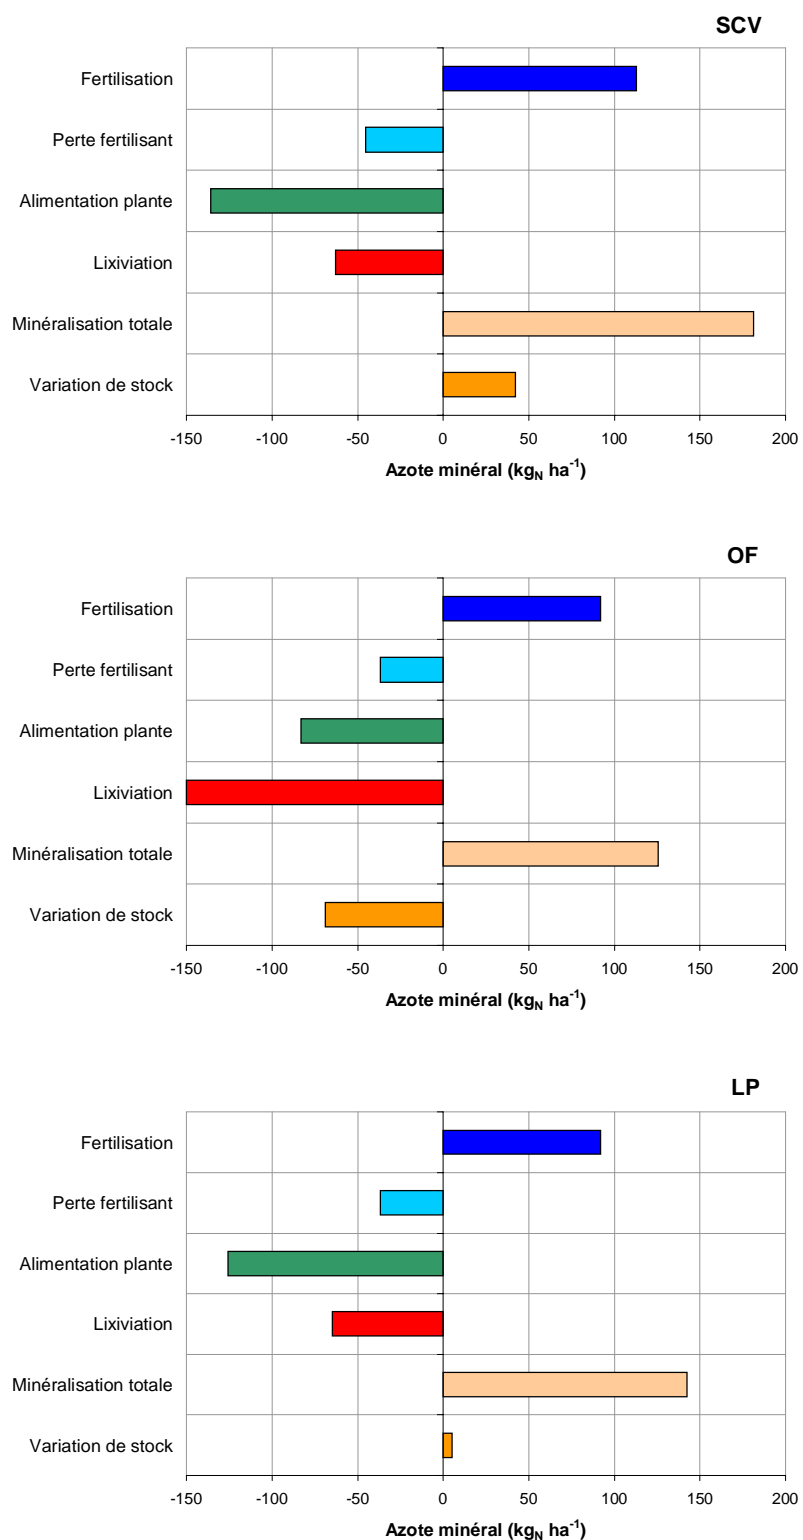 SCV
Fertilisation
Perte fertilisant
Alimentation plante
Lixiviation
Minéralisation totale
Variation de stock
-150 -100 -50 0 50 100 150 200
Azote minéral (kgN ha-1)
OF
Fertilisation
Perte fertilisant
Alimentation plante
Lixiviation
Minéralisation totale
Variation de stock
-150 -100 -50 0 50 100 150 200
Azote minéral (kgN ha-1)
LP
Fertilisation
Perte fertilisant
Alimentation plante
Lixiviation
Minéralisation totale
Variation de stock
-150 -100 -50 0 50 100 150 200
Azote minéral (kgN ha-1)